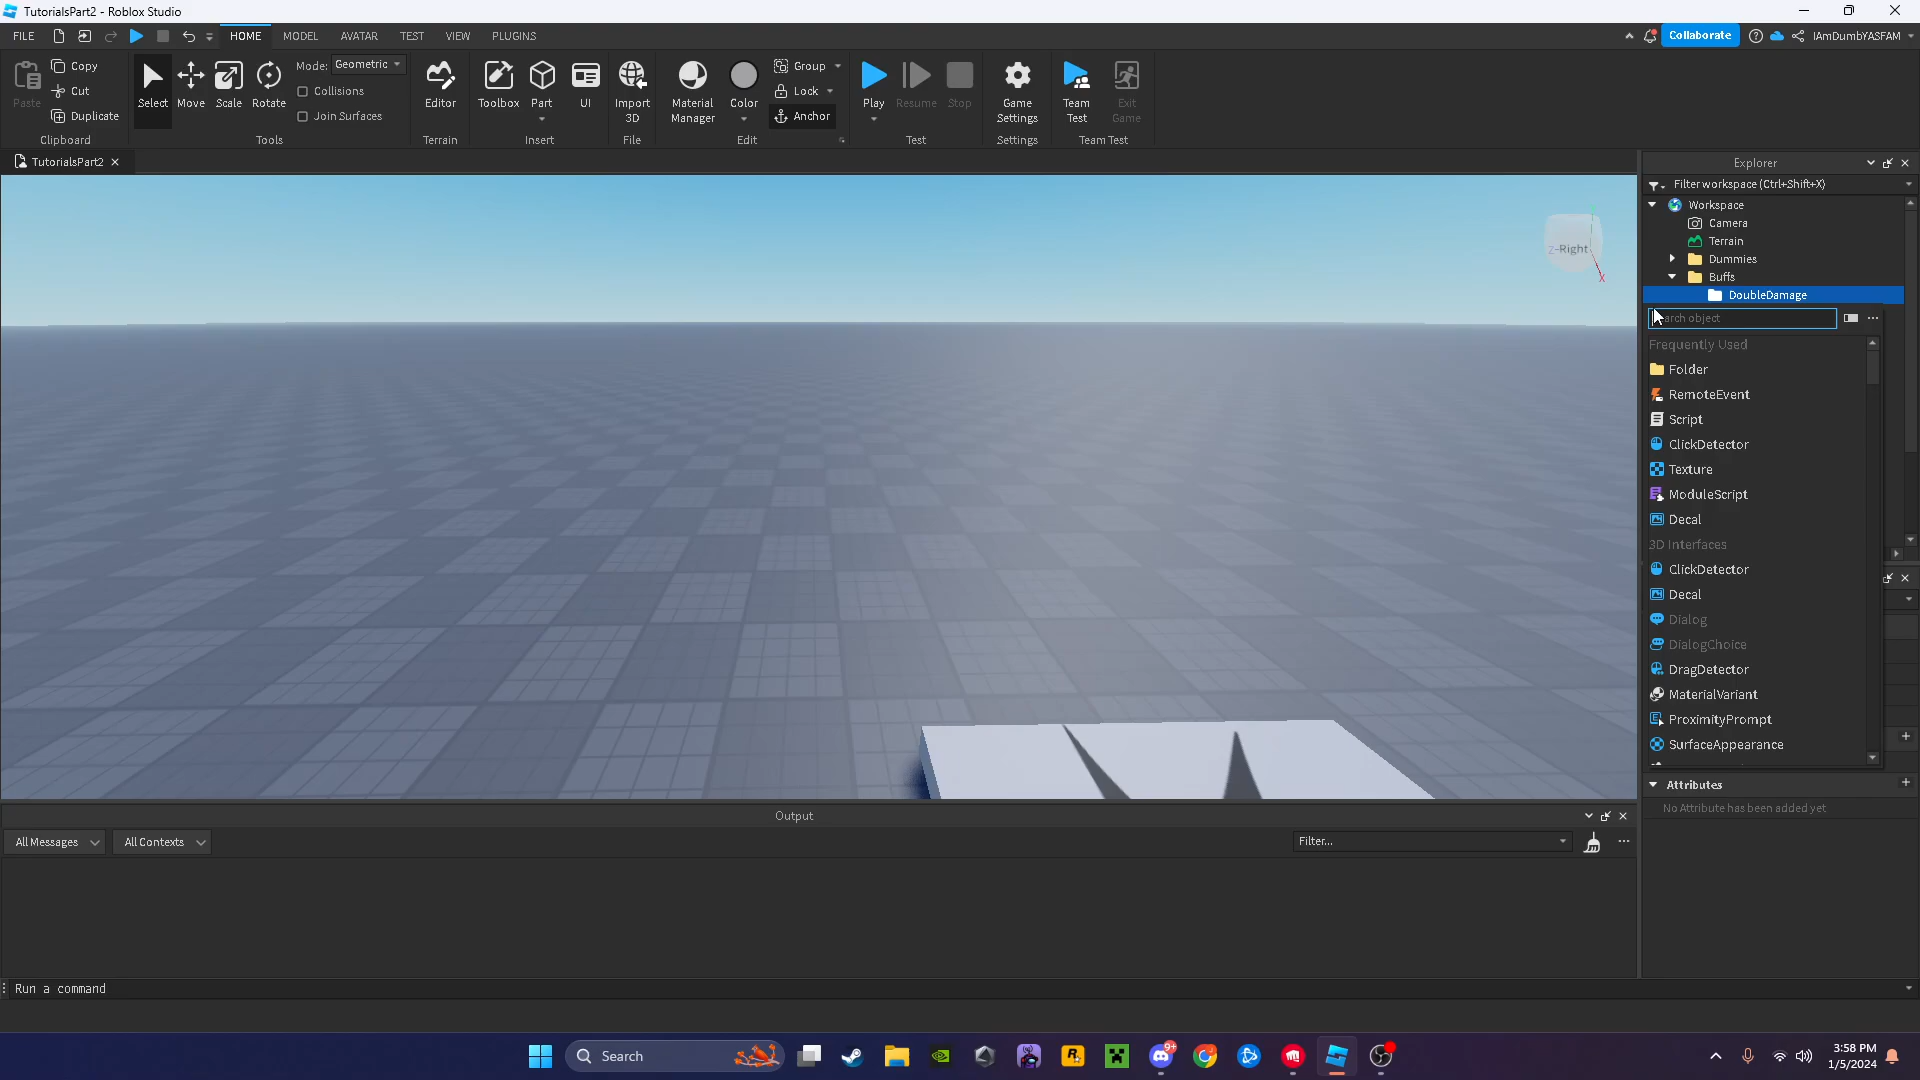 TutorialsPart2 - Roblox Studio
FILE HOME MODEL AVATAR TEST VIEW PLUGINS Collaborate IAmDumbYASFAM
Paste Copy Cut Duplicate Clipboard
Select Move Scale Rotate Mode: Geometric Collisions Join Surfaces Tools
Editor Terrain
Toolbox Part UI Insert
Import 3D File
Material Manager Color Group Lock Anchor Edit
Play Resume Stop Test
Game Settings Settings
Team Test Exit Game Team Test
TutorialsPart2
Z-Right
X
Explorer
Filter workspace (Ctrl+Shift+X)
Workspace
Camera
Terrain
Dummies
Buffs
DoubleDamage
object
Frequently Used
Folder
RemoteEvent
Script
ClickDetector
Texture
ModuleScript
Decal
3D Interfaces
ClickDetector
Decal
Dialog
DialogChoice
DragDetector
MaterialVariant
ProximityPrompt
SurfaceAppearance
Attributes
No Attribute has been added yet
Output
All Messages All Contexts Filter...
Run a command
Search
9+
3:58 PM
1/5/2024